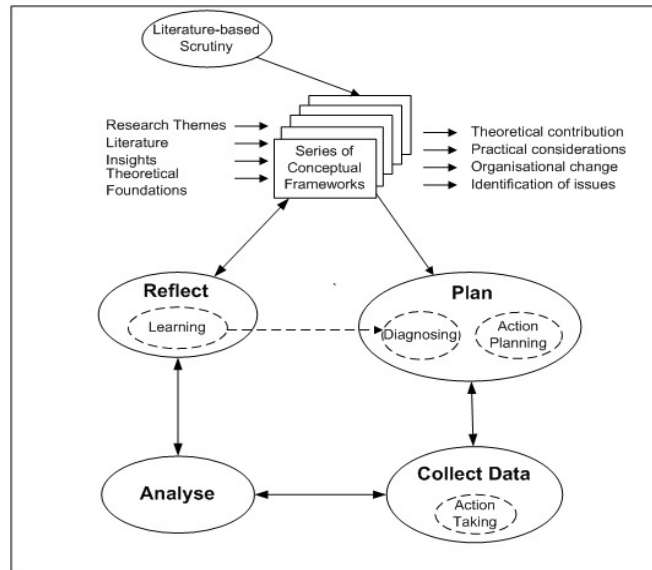 Literature-based
Scrutiny
Research Themes
Literature
Insights
Theoretical
Foundations
Series of
Conceptual
Frameworks
Theoretical contribution
Practical considerations
Organisational change
Identification of issues
Reflect
Learning
Plan
Diagnosing
Action
Planning
Analyse
Collect Data
Action
Taking